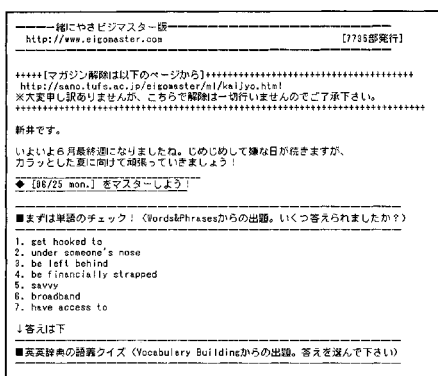 ―――――緒にやさビジマスター版――――――――――――――――――
http://www.eigomaster.com [7735部発行]
+++++[マガジン解除は以下のページから]+++++++++++++++++++++++++++++++++++++
http://sano.tufs.ac.jp/eigomaster/ml/kaijyo.html
※大変申し訳ありませんが、こちらで解除は一切行いませんのでご了承下さい。
++++++++++++++++++++++++++++++++++++++++++++++++++++++++++++++++++++++
新井です。
いよいよ6月最終週になりましたね。じめじめして嫌な日が続きますが、
カラッとした夏に向けて頑張っていきましょう!
◆ [06/25 mon.] をマスターしよう!
■まずは単語のチェック!(Words&Phrasesからの出題。いくつ答えられましたか?)
1. get hooked to
2. under someone's nose
3. be left behind
4. be financially strapped
5. savvy
6. broadband
7. have access to
↓答えは下
■英英辞典の語義クイズ(Vocabulary Buildingからの出題。答えを選んで下さい)